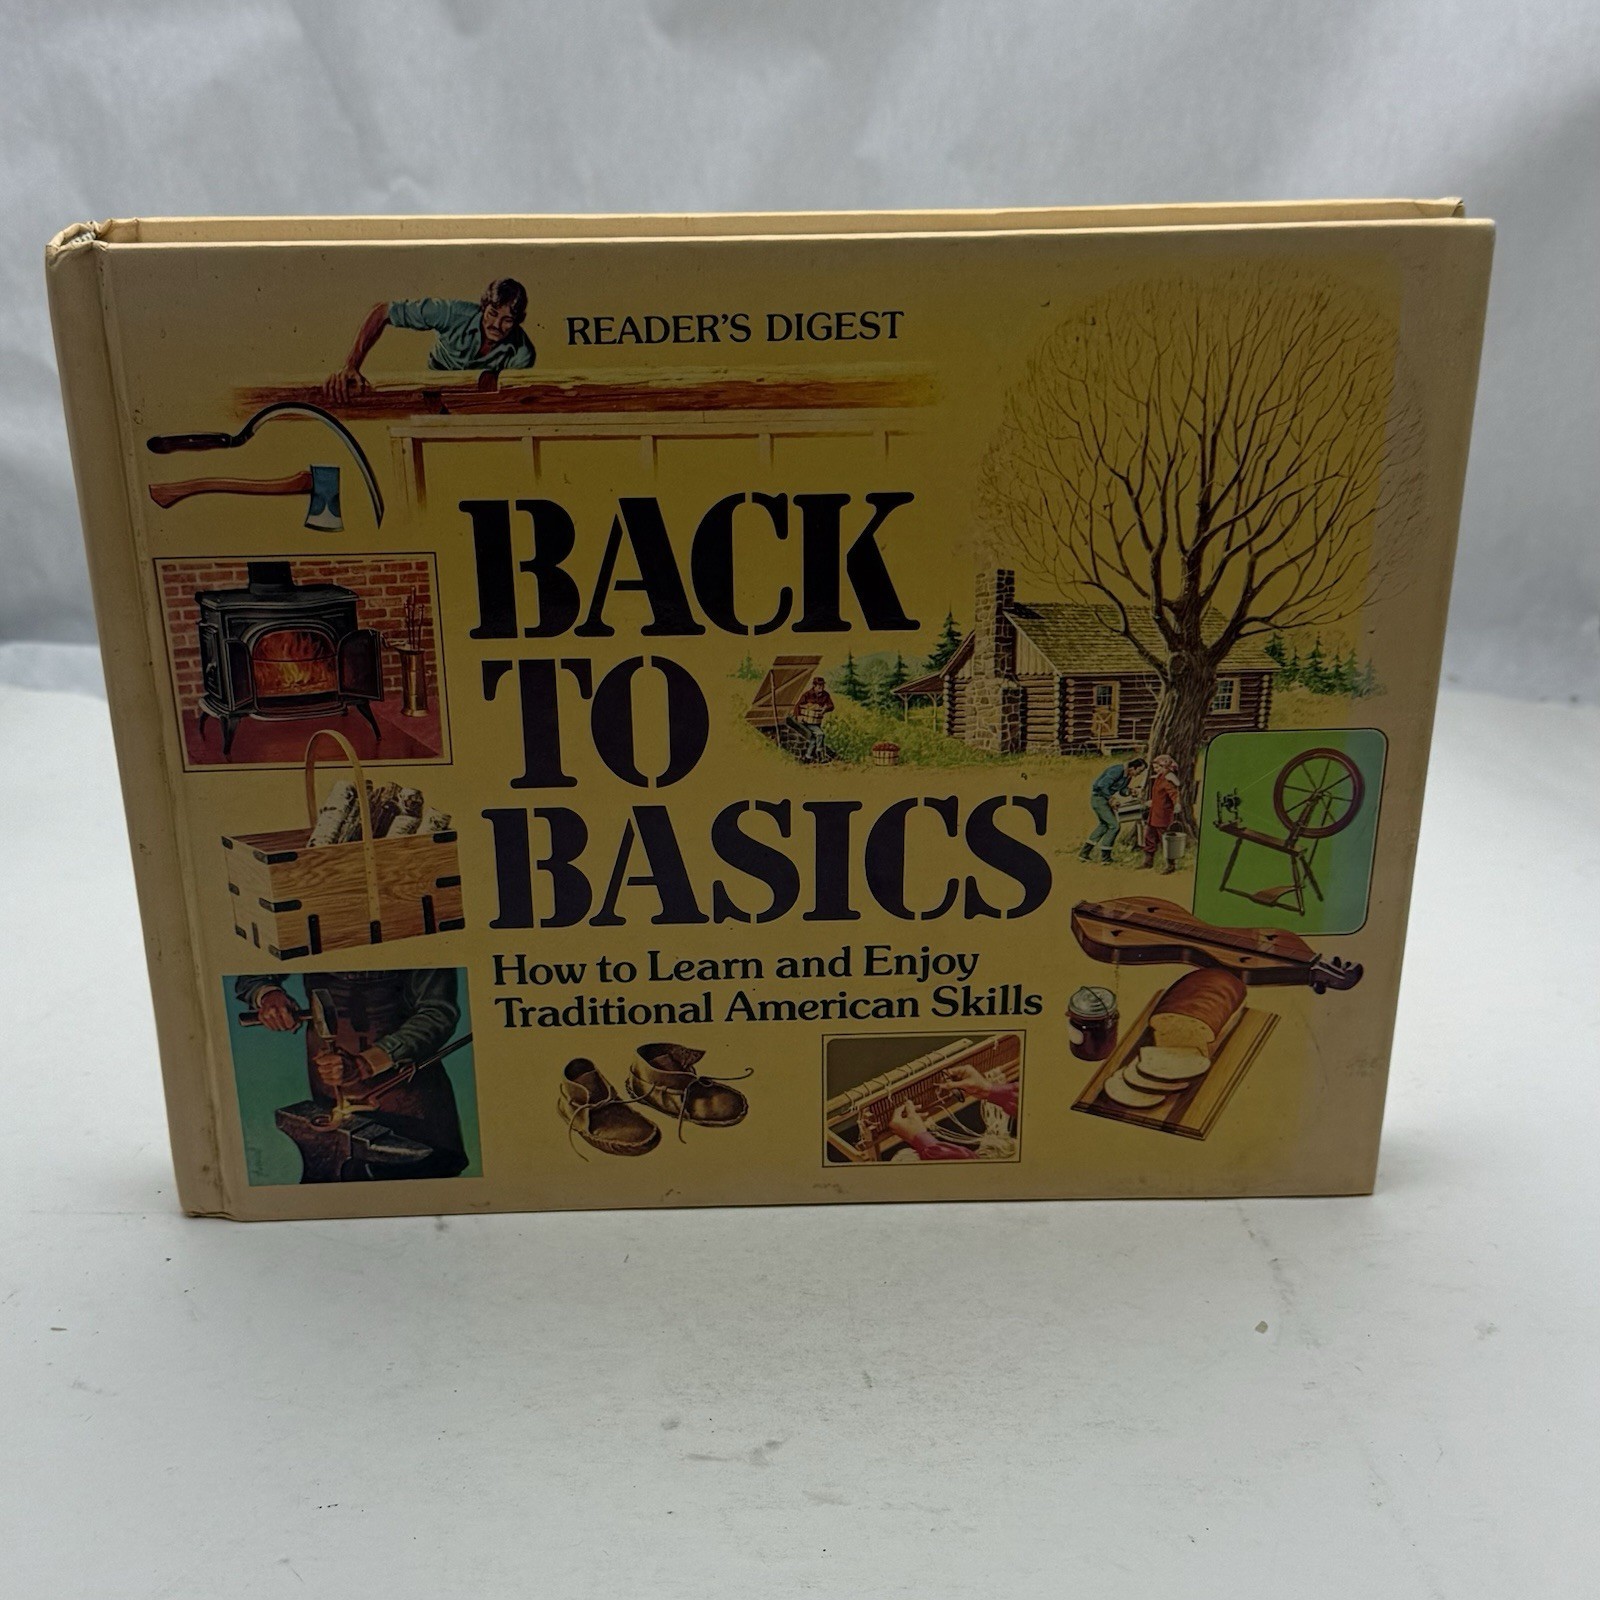 READER'S DIGEST
BACK
TO
BASICS
How to Learn and Enjoy
Traditional American Skills